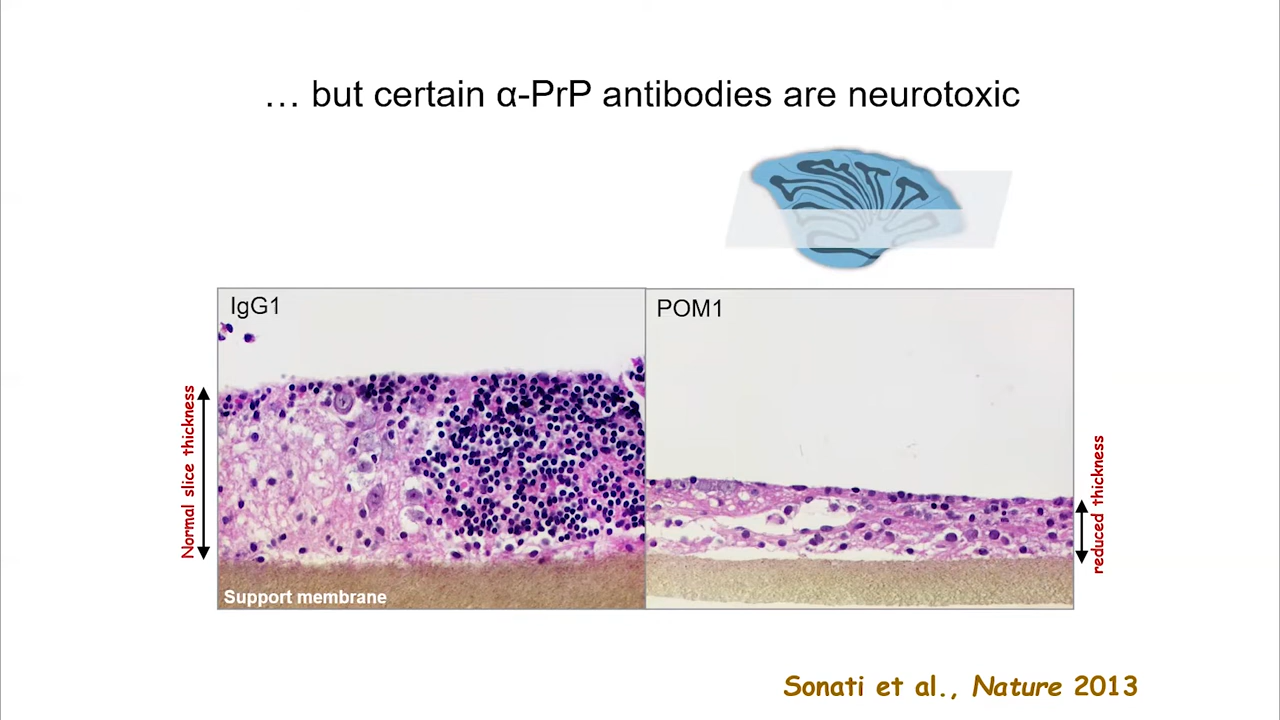 … but certain α-PrP antibodies are neurotoxic
IgG1
POM1
Normal slice thickness
reduced thickness
Support membrane
Sonati et al., Nature 2013